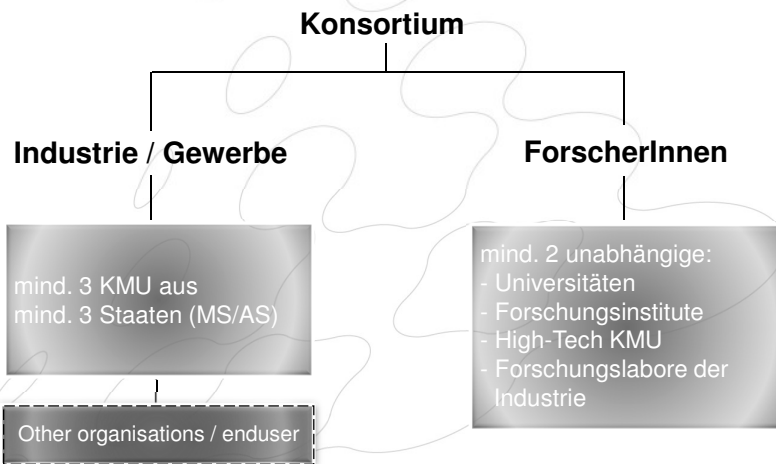 Konsortium
Industrie / Gewerbe
mind. 3 KMU aus
mind. 3 Staaten (MS/AS)
Other organisations / enduser
ForscherInnen
mind. 2 unabhängige:
- Universitäten
- Forschungsinstitute
- High-Tech KMU
- Forschungslabore der
Industrie